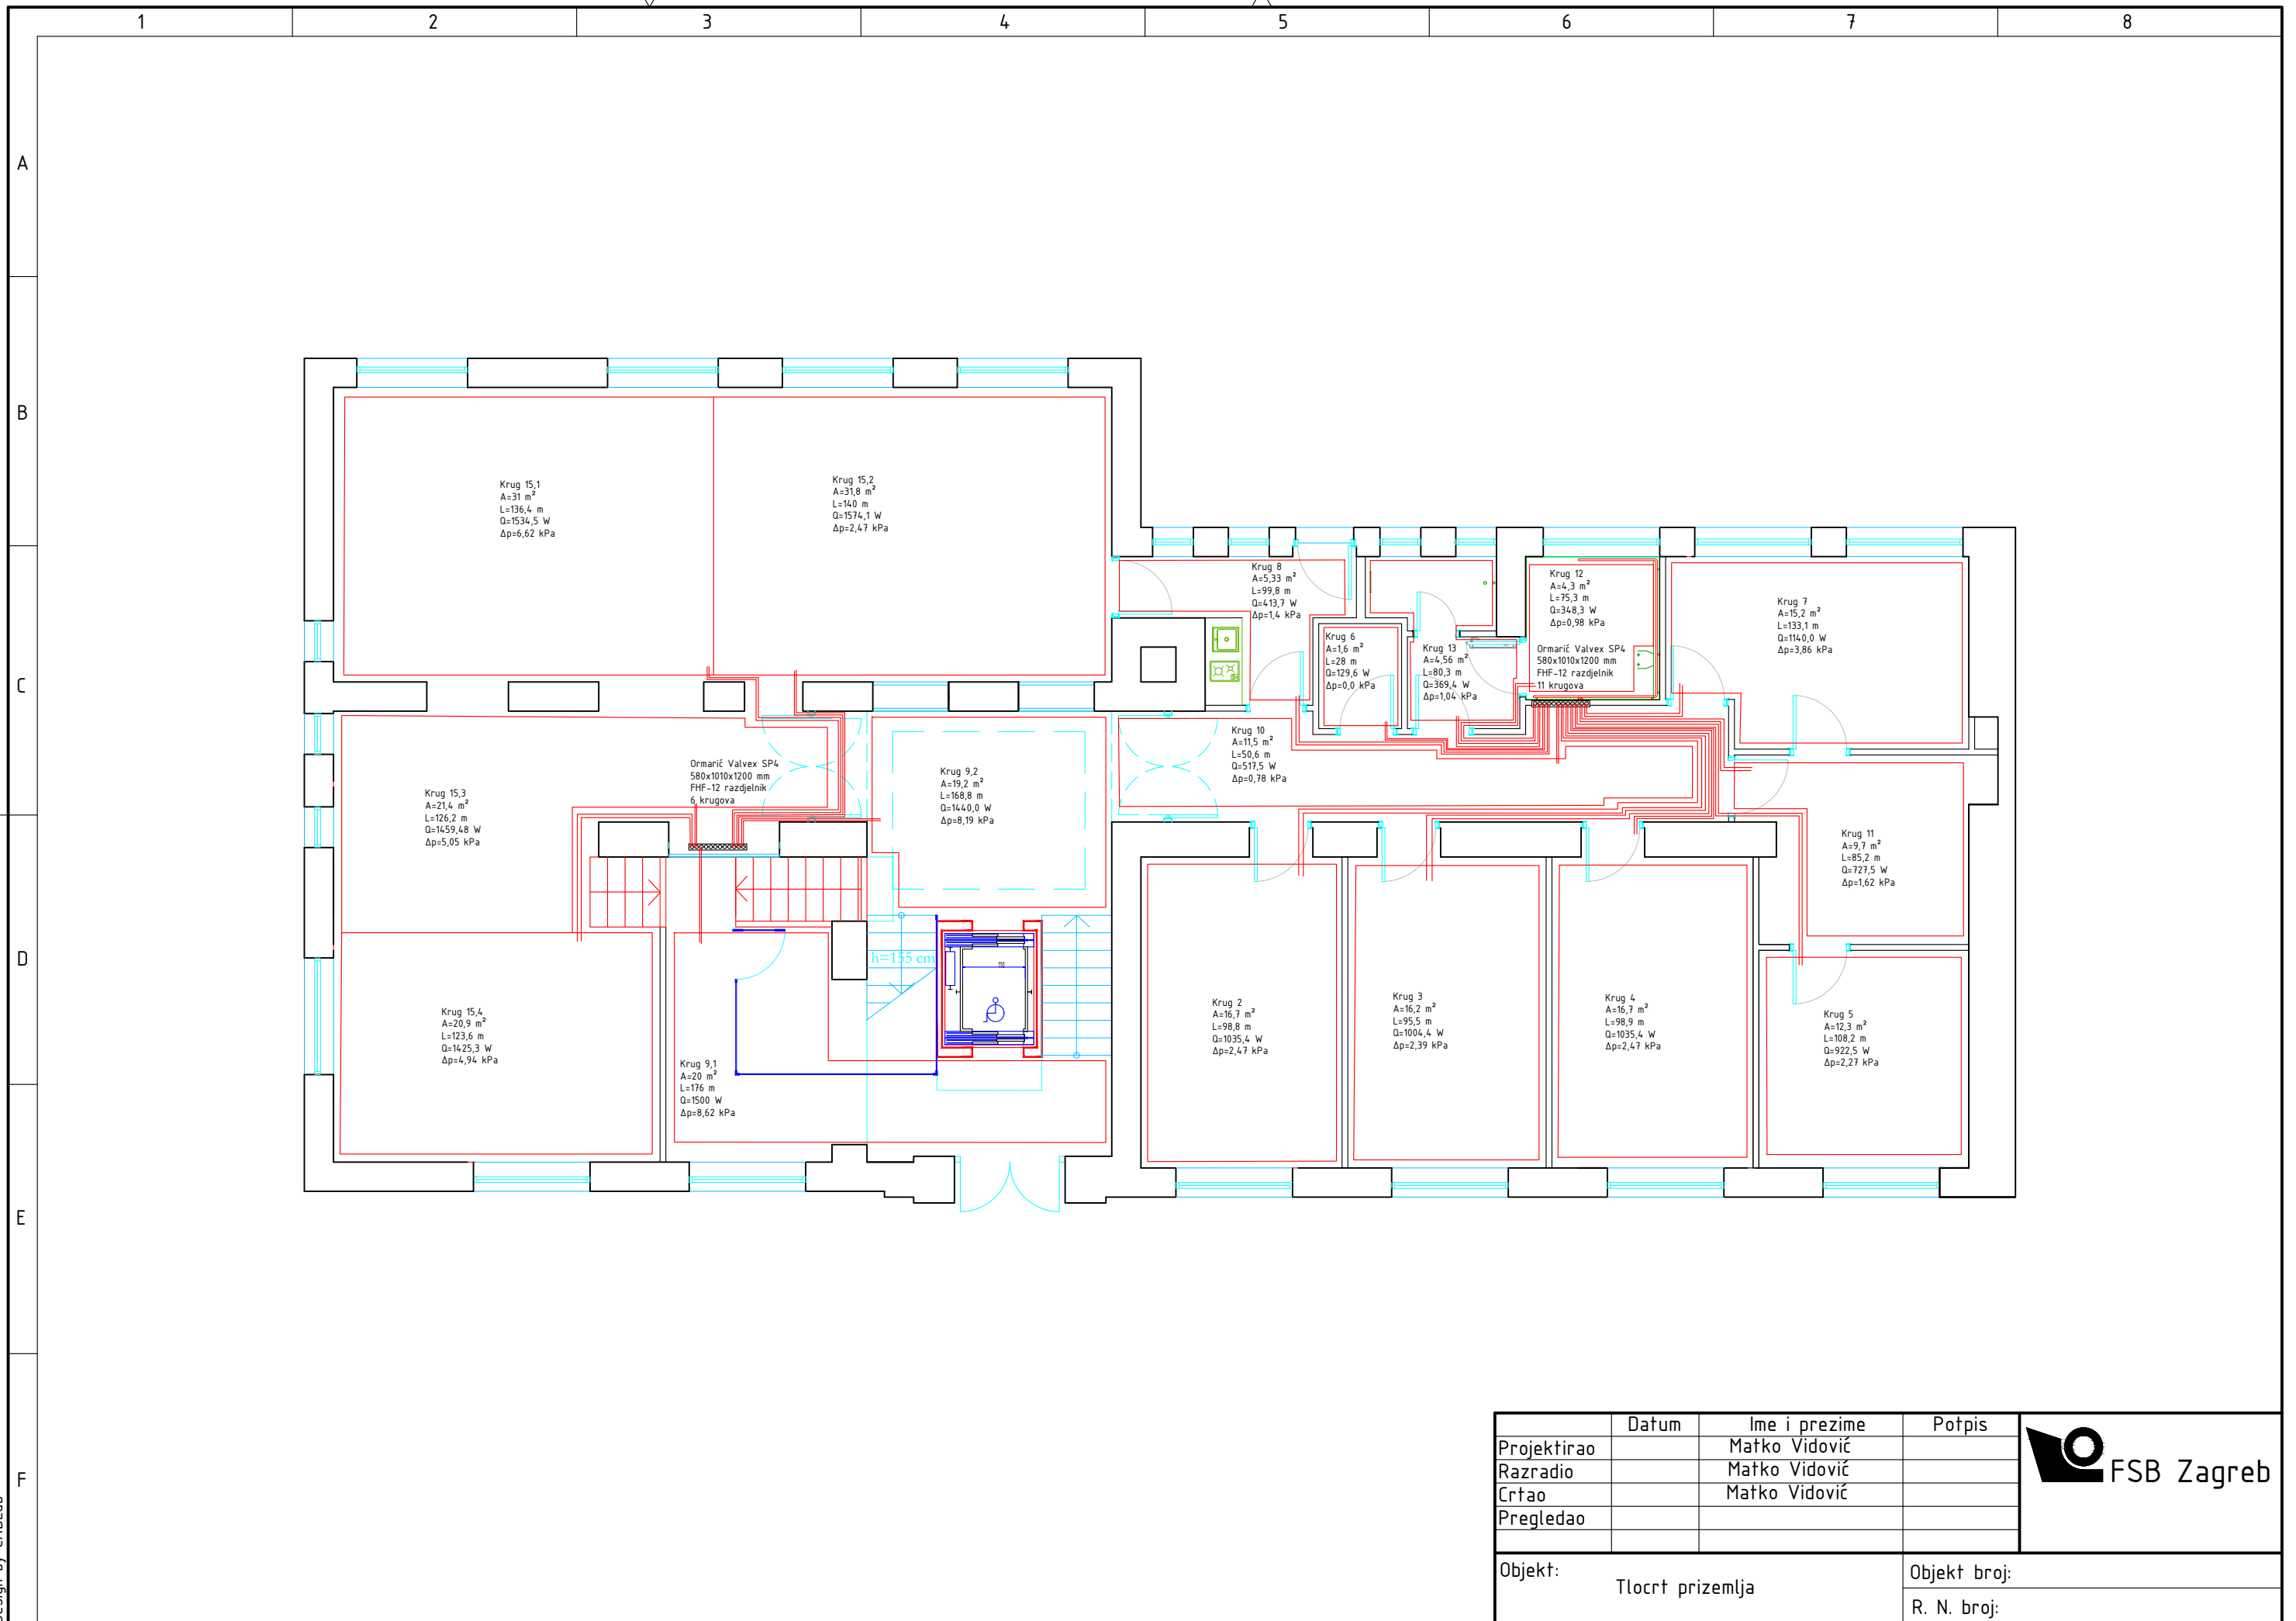 1 2 3 4 5 6 7 8
A
B
C
D
E
F
Krug 15,1
A=31 m²
L=136,4 m
Q=1534,5 W
Δp=6,62 kPa
Krug 15,2
A=31,8 m²
L=140 m
Q=1574,1 W
Δp=2,47 kPa
Krug 8
A=5,33 m²
L=99,8 m
Q=413,7 W
Δp=1,4 kPa
Krug 12
A=4,3 m²
L=75,3 m
Q=348,3 W
Δp=0,98 kPa
Ormarić Valvex SP4
580x1010x1200 mm
FHF-12 razdjelnik
11 krugova
Krug 7
A=15,2 m²
L=133,1 m
Q=1140,0 W
Δp=3,86 kPa
Krug 6
A=1,6 m²
L=28 m
Q=129,6 W
Δp=0,0 kPa
Krug 13
A=4,56 m²
L=80,3 m
Q=369,4 W
Δp=1,04 kPa
Krug 10
A=11,5 m²
L=50,6 m
Q=517,5 W
Δp=0,78 kPa
Ormarić Valvex SP4
580x1010x1200 mm
FHF-12 razdjelnik
6 krugova
Krug 9,2
A=19,2 m²
L=168,8 m
Q=1440,0 W
Δp=8,19 kPa
Krug 15,3
A=21,4 m²
L=126,2 m
Q=1459,48 W
Δp=5,05 kPa
Krug 11
A=9,7 m²
L=85,2 m
Q=727,5 W
Δp=1,62 kPa
h=155 cm
Krug 15,4
A=20,9 m²
L=123,6 m
Q=1425,3 W
Δp=4,94 kPa
Krug 9,1
A=20 m²
L=176 m
Q=1500 W
Δp=8,62 kPa
Krug 2
A=16,7 m²
L=98,8 m
Q=1035,4 W
Δp=2,47 kPa
Krug 3
A=16,2 m²
L=95,5 m
Q=1004,4 W
Δp=2,39 kPa
Krug 4
A=16,7 m²
L=98,9 m
Q=1035,4 W
Δp=2,47 kPa
Krug 5
A=12,3 m²
L=108,2 m
Q=922,5 W
Δp=2,27 kPa
Datum Ime i prezime Potpis
Projektirao Matko Vidović
Razradio Matko Vidović
Crtao Matko Vidović
Pregledao
FSB Zagreb
Objekt: Tlocrt prizemlja
Objekt broj:
R. N. broj: